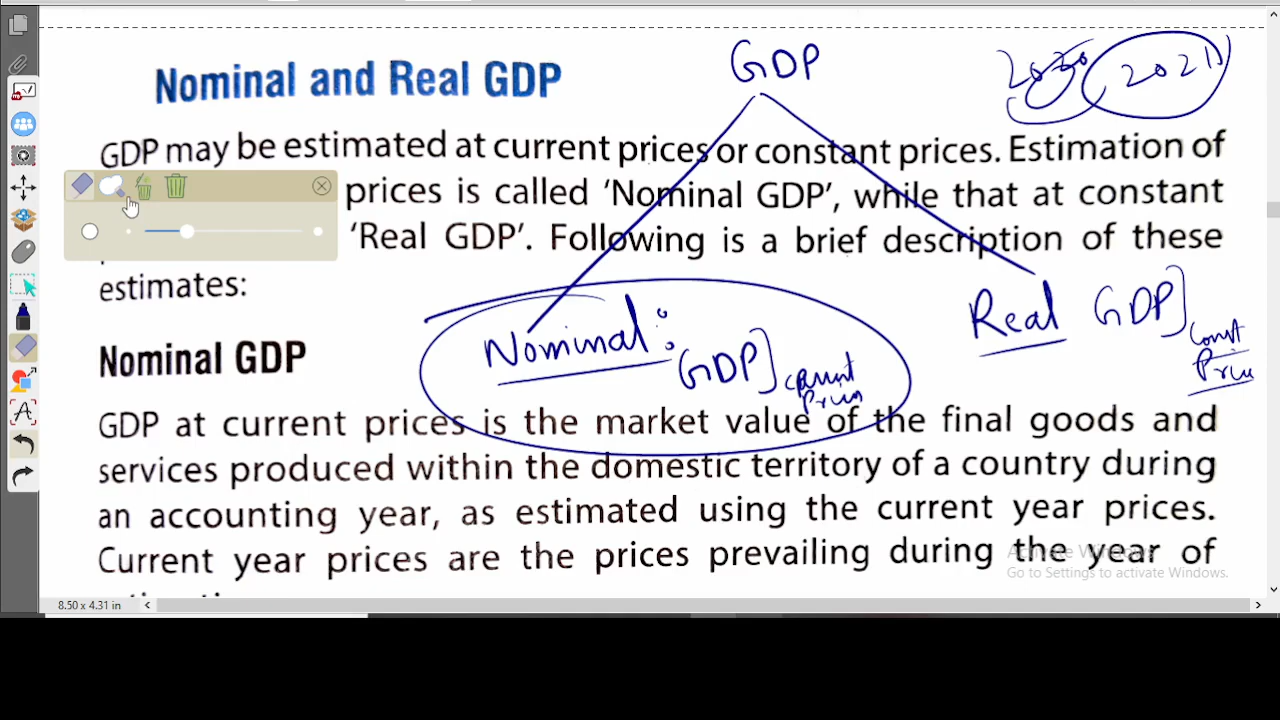 GDP
2020 2021
Nominal and Real GDP
GDP may be estimated at current prices or constant prices. Estimation of
prices is called ‘Nominal GDP’, while that at constant
‘Real GDP’. Following is a brief description of these
estimates:
Nominal: GDP] current
Prices
Real GDP] Const
Price
Nominal GDP
GDP at current prices is the market value of the final goods and
services produced within the domestic territory of a country during
an accounting year, as estimated using the current year prices.
Current year prices are the prices prevailing during the year of
Activate Windows
Go to Settings to activate Windows.
8.50 x 4.31 in